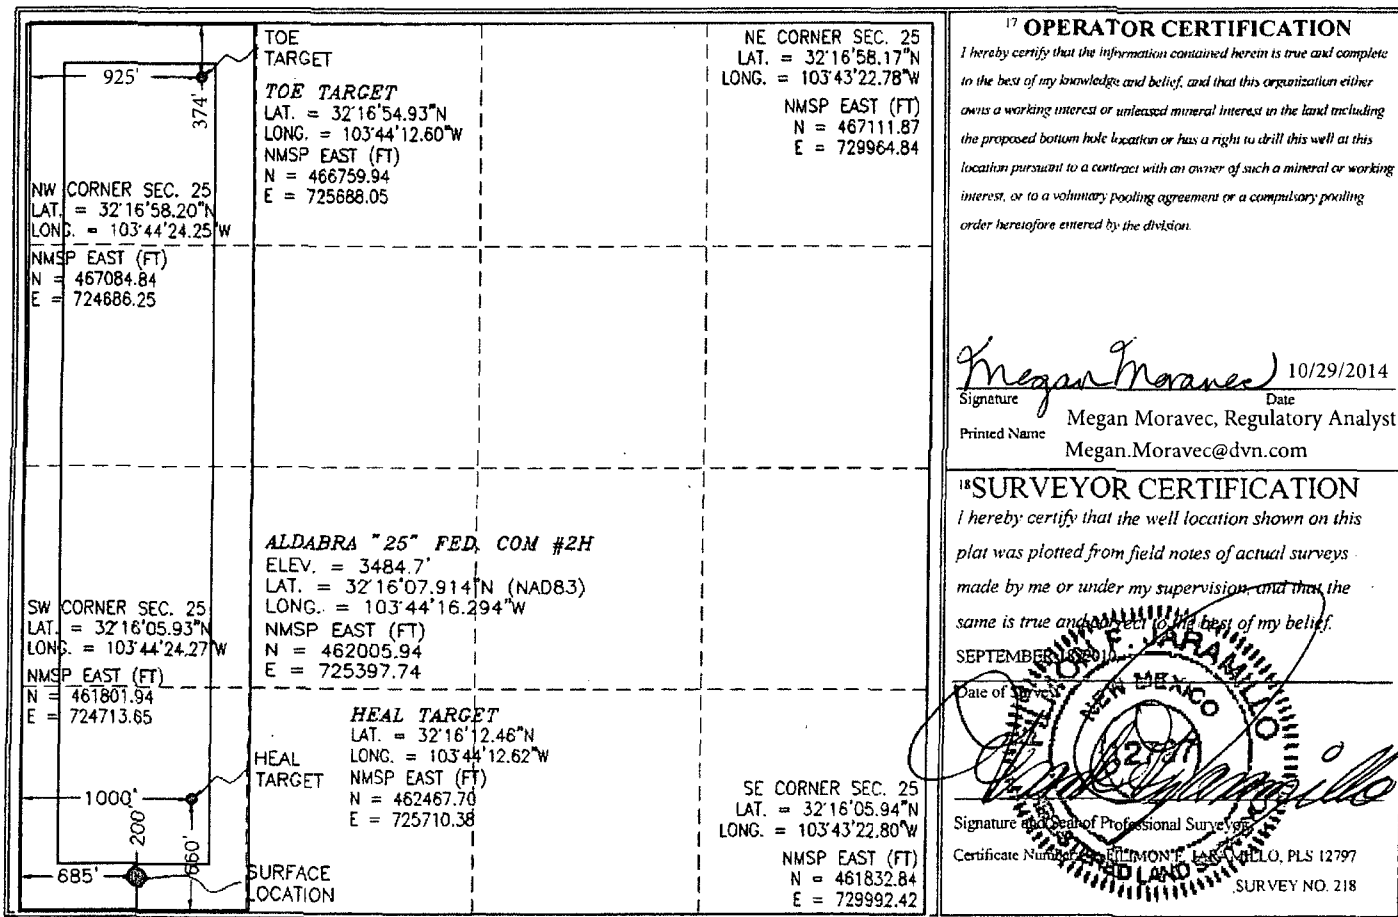 TOE
TARGET
925'
374'
TOE TARGET
LAT. = 32°16'54.93"N
LONG. = 103°44'12.60"W
NMSP EAST (FT)
N = 466759.94
E = 725688.05
NE CORNER SEC. 25
LAT. = 32°16'58.17"N
LONG. = 103°43'22.78"W
NMSP EAST (FT)
N = 467111.87
E = 729964.84
NW CORNER SEC. 25
LAT. = 32°16'58.20"N
LONG. = 103°44'24.25"W
NMSP EAST (FT)
N = 467084.84
E = 724686.25
ALDABRA "25" FED. COM #2H
ELEV. = 3484.7'
LAT. = 32°16'07.914"N (NAD83)
LONG. = 103°44'16.294"W
NMSP EAST (FT)
N = 462005.94
E = 725397.74
SW CORNER SEC. 25
LAT. = 32°16'05.93"N
LONG. = 103°44'24.27"W
NMSP EAST (FT)
N = 461801.94
E = 724713.65
HEAL TARGET
LAT. = 32°16'12.46"N
LONG. = 103°44'12.62"W
NMSP EAST (FT)
N = 462467.70
E = 725710.38
HEAL
TARGET
1000'
200'
660'
685'
SURFACE
LOCATION
SE CORNER SEC. 25
LAT. = 32°16'05.94"N
LONG. = 103°43'22.80"W
NMSP EAST (FT)
N = 461832.84
E = 729992.42
17 OPERATOR CERTIFICATION
I hereby certify that the information contained herein is true and complete
to the best of my knowledge and belief, and that this organization either
owns a working interest or unleased mineral interest in the land including
the proposed bottom hole location or has a right to drill this well at this
location pursuant to a contract with an owner of such a mineral or working
interest, or to a voluntary pooling agreement or a compulsory pooling
order heretofore entered by the division.
Megan Moravec 10/29/2014
Signature Date
Megan Moravec, Regulatory Analyst
Printed Name
Megan.Moravec@dvn.com
18 SURVEYOR CERTIFICATION
I hereby certify that the well location shown on this
plat was plotted from field notes of actual surveys
made by me or under my supervision, and that the
same is true and correct to the best of my belief.
SEPTEMBER 2010
Date of Survey
FILIMON F. JARAMILLO
NEW MEXICO
Signature and Seal of Professional Surveyor
Certificate Number FILIMON F. JARAMILLO, PLS 12797
SURVEY NO. 218